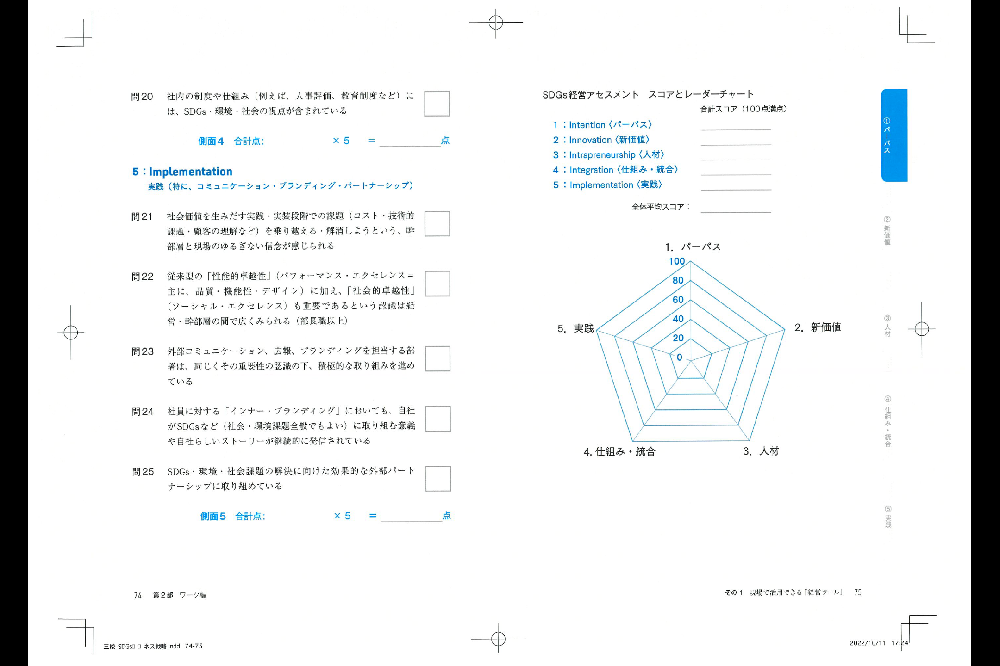 問20 社内の制度や仕組み（例えば、人事評価、教育制度など）に
は、SDGs・環境・社会の視点が含まれている
側面4 合計点： × 5 ＝ 点
5：Implementation
実践（特に、コミュニケーション・ブランディング・パートナーシップ）
問21 社会価値を生みだす実践・実装段階での課題（コスト・技術的
課題・顧客の理解など）を乗り越える・解消しようという、幹
部層と現場のゆるぎない信念が感じられる
問22 従来型の「性能的卓越性」（パフォーマンス・エクセレンス＝
主に、品質・機能性・デザイン）に加え、「社会的卓越性」
（ソーシャル・エクセレンス）も重要であるという認識は経
営・幹部層の間で広くみられる（部長職以上）
問23 外部コミュニケーション、広報、ブランディングを担当する部
署は、同じくその重要性の認識の下、積極的な取り組みを進め
ている
問24 社員に対する「インナー・ブランディング」においても、自社
がSDGsなど（社会・環境課題全般でもよい）に取り組む意義
や自社らしいストーリーが継続的に発信されている
問25 SDGs・環境・社会課題の解決に向けた効果的な外部パート
ナーシップに取り組めている
側面5 合計点： × 5 ＝ 点
74 第2部 ワーク編
三校-SDGs ネス戦略.indd 74-75
SDGs経営アセスメント スコアとレーダーチャート
合計スコア（100点満点）
1：Intention〈パーパス〉
2：Innovation〈新価値〉
3：Intrapreneurship〈人材〉
4：Integration〈仕組み・統合〉
5：Implementation〈実践〉
全体平均スコア：
1. パーパス
100
80
60
40
20
0
5. 実践
2. 新価値
4. 仕組み・統合
3. 人材
① パーパス
② 新価値
③ 人材
④ 仕組み・統合
⑤ 実践
その1 現場で活用できる「経営ツール」 75
2022/10/11 17:24